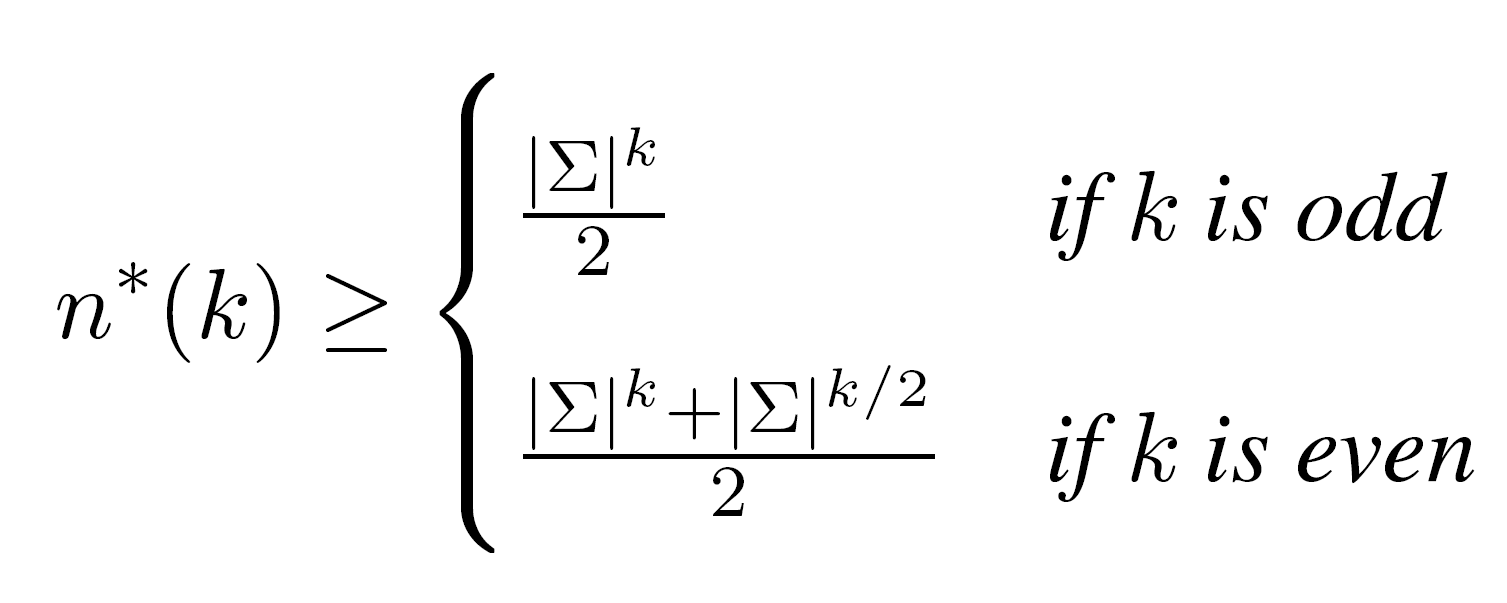 n*(k) ≥ { |Σ|^k / 2 if k is odd
|Σ|^k + |Σ|^{k/2} / 2 if k is even